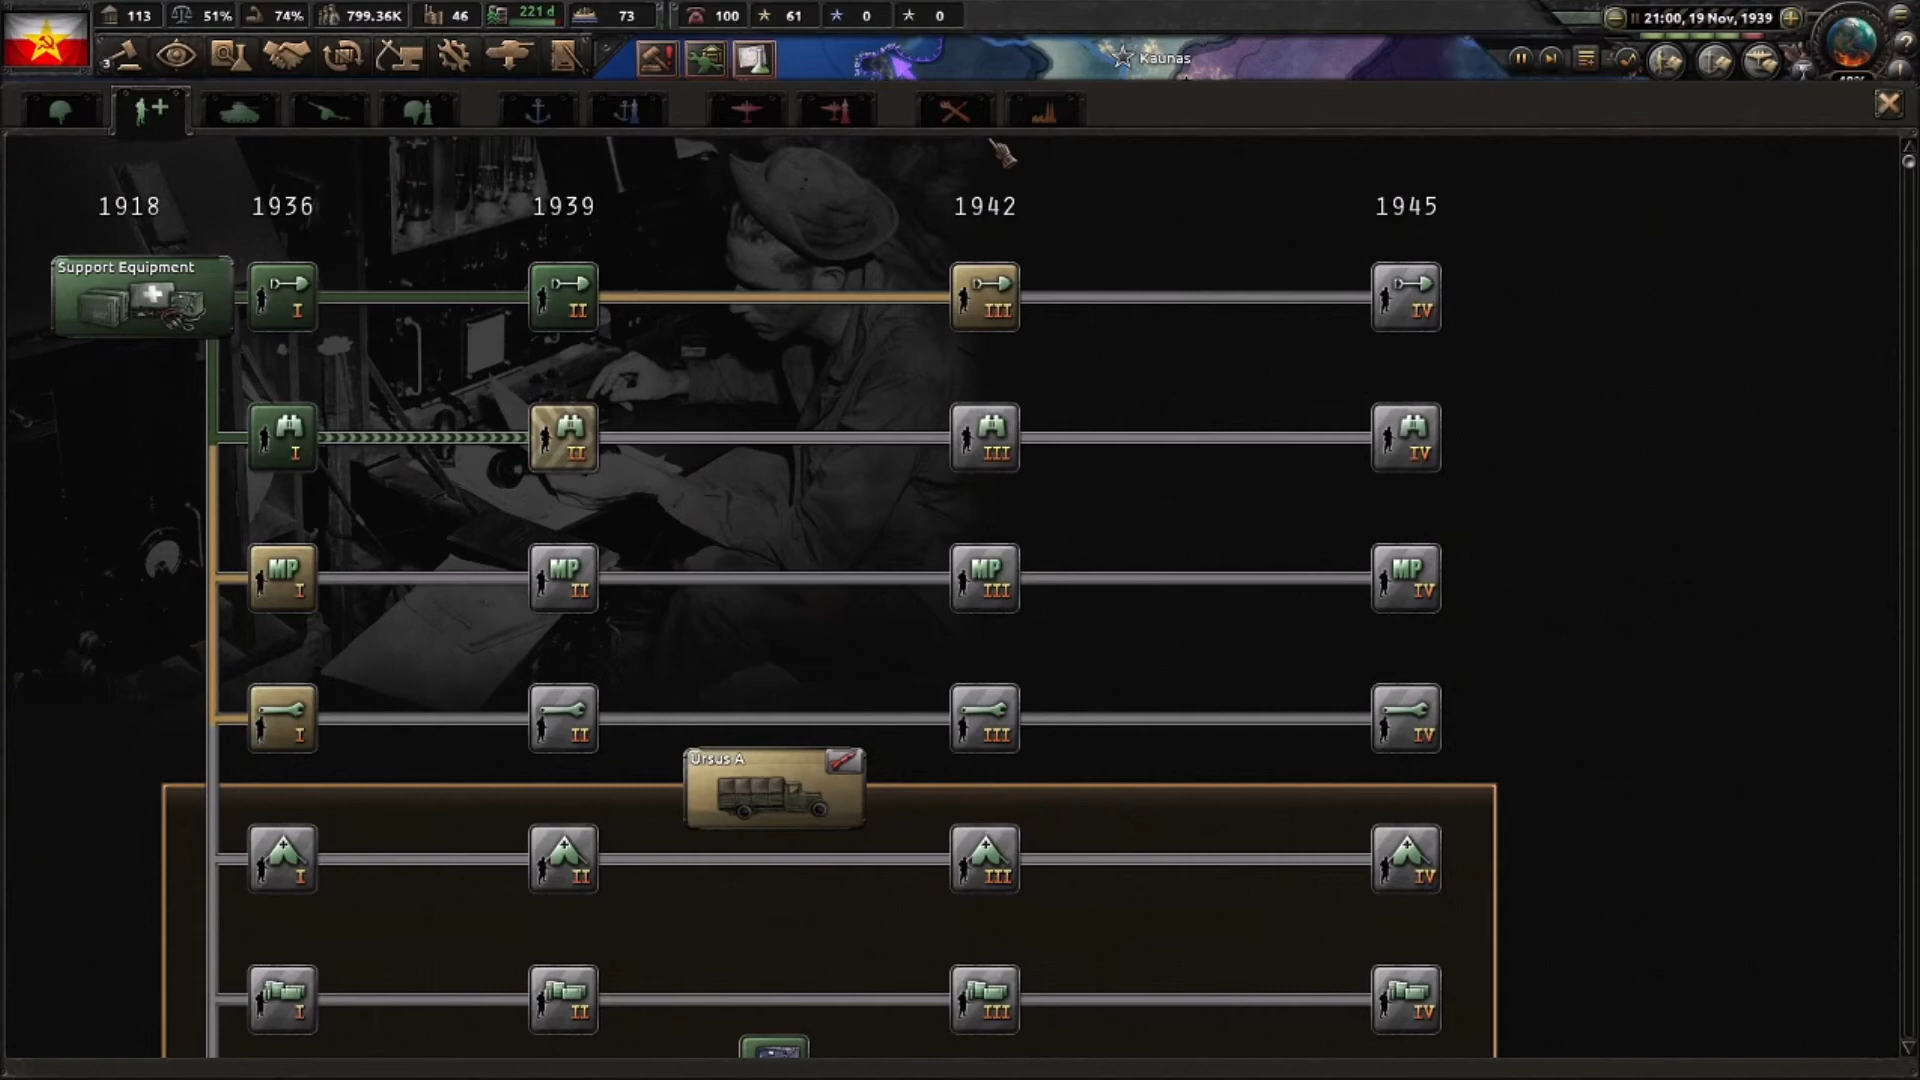 113 51% 74% 799.36K 46 221 d 73 100 61 0 0 21:00, 19 Nov, 1939
3
Kaunas
1918 1936 1939 1942 1945
Support Equipment
I II III IV
I II III IV
MP I MP II MP III MP IV
I II III IV
Ursus A
I II III IV
I II III IV